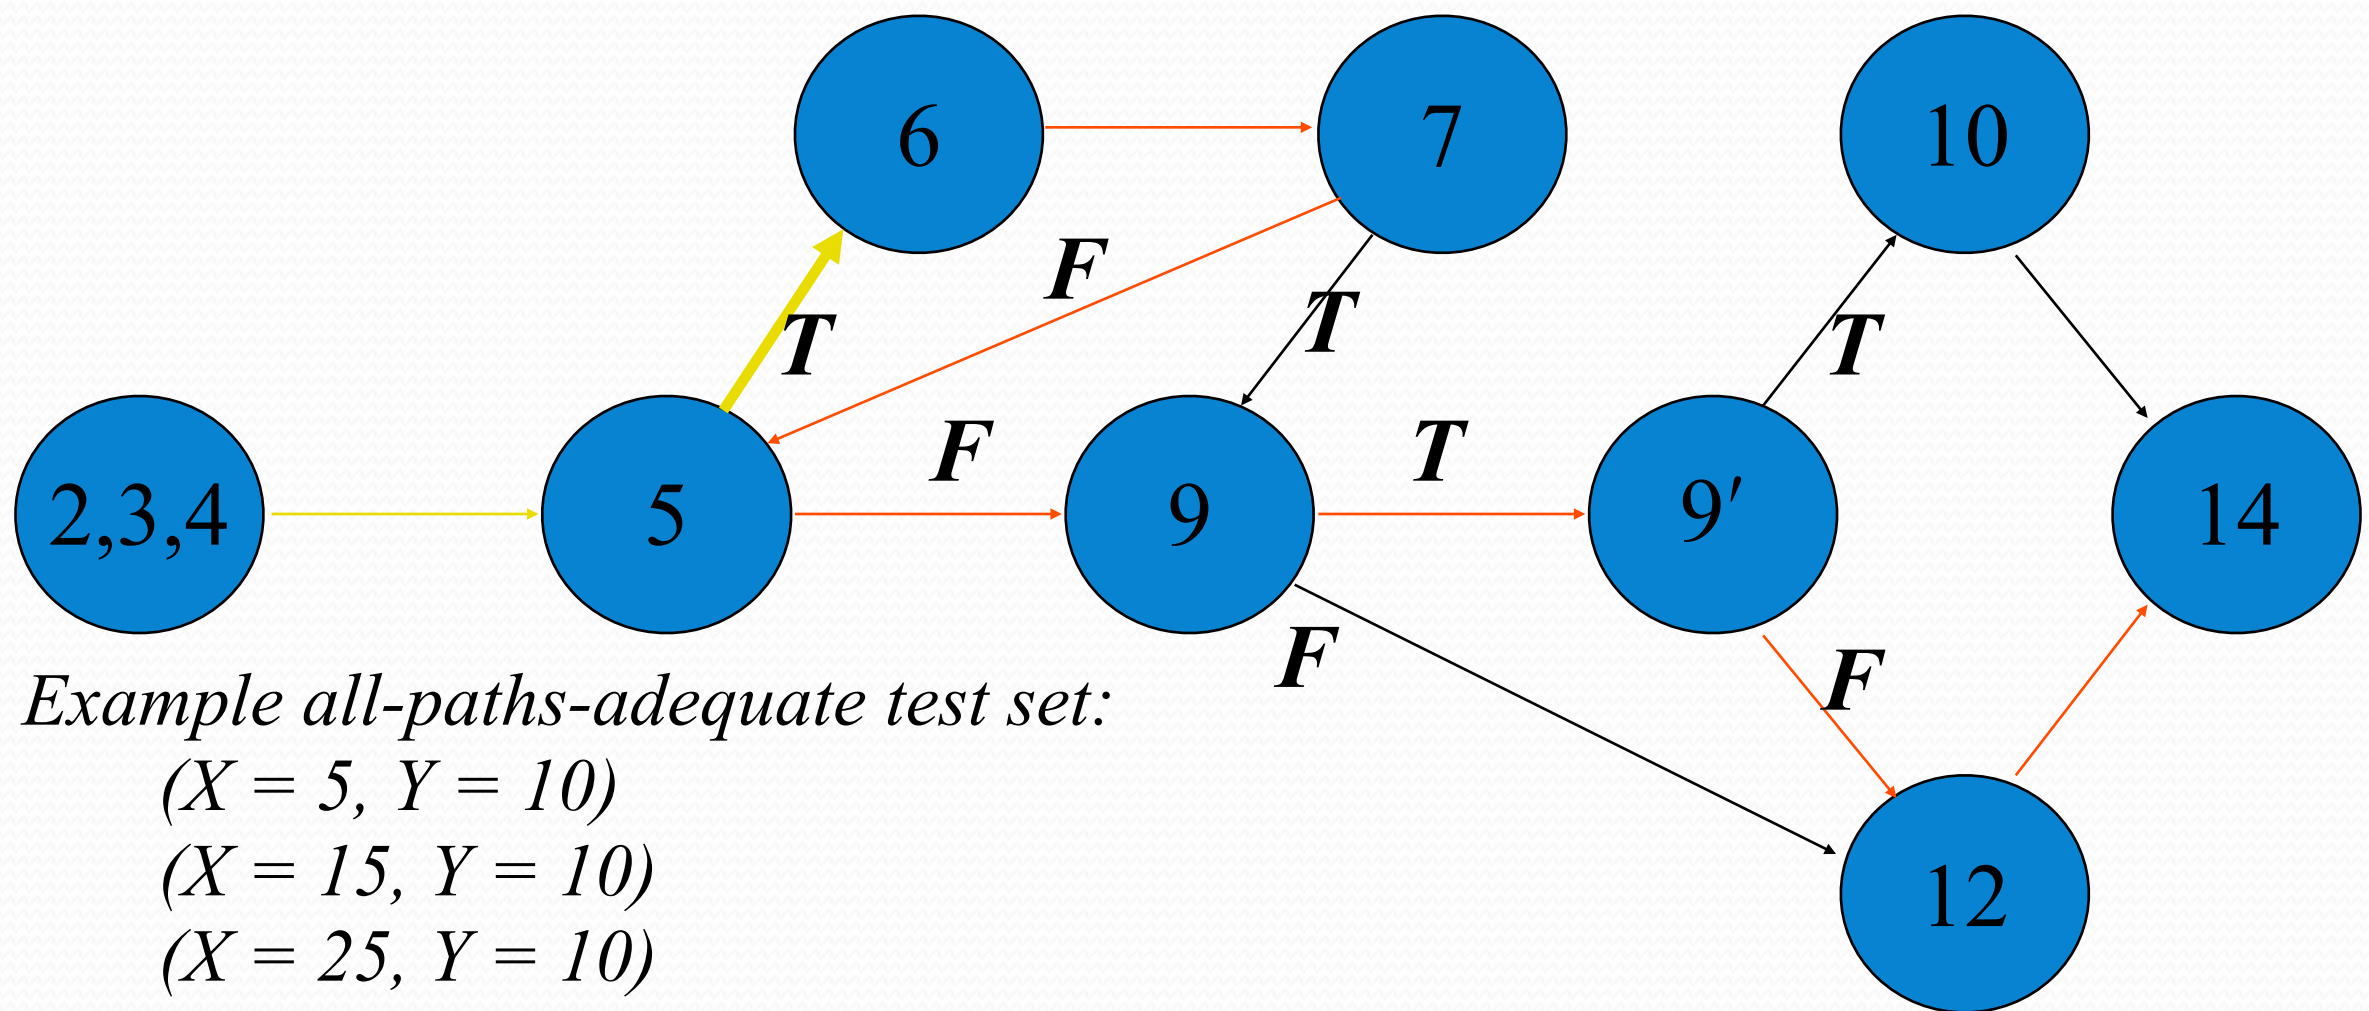 6
7
10
F
T
T
T
F
T
2,3,4
5
9
9′
14
F
F
Example all-paths-adequate test set:
(X = 5, Y = 10)
(X = 15, Y = 10)
(X = 25, Y = 10)
12